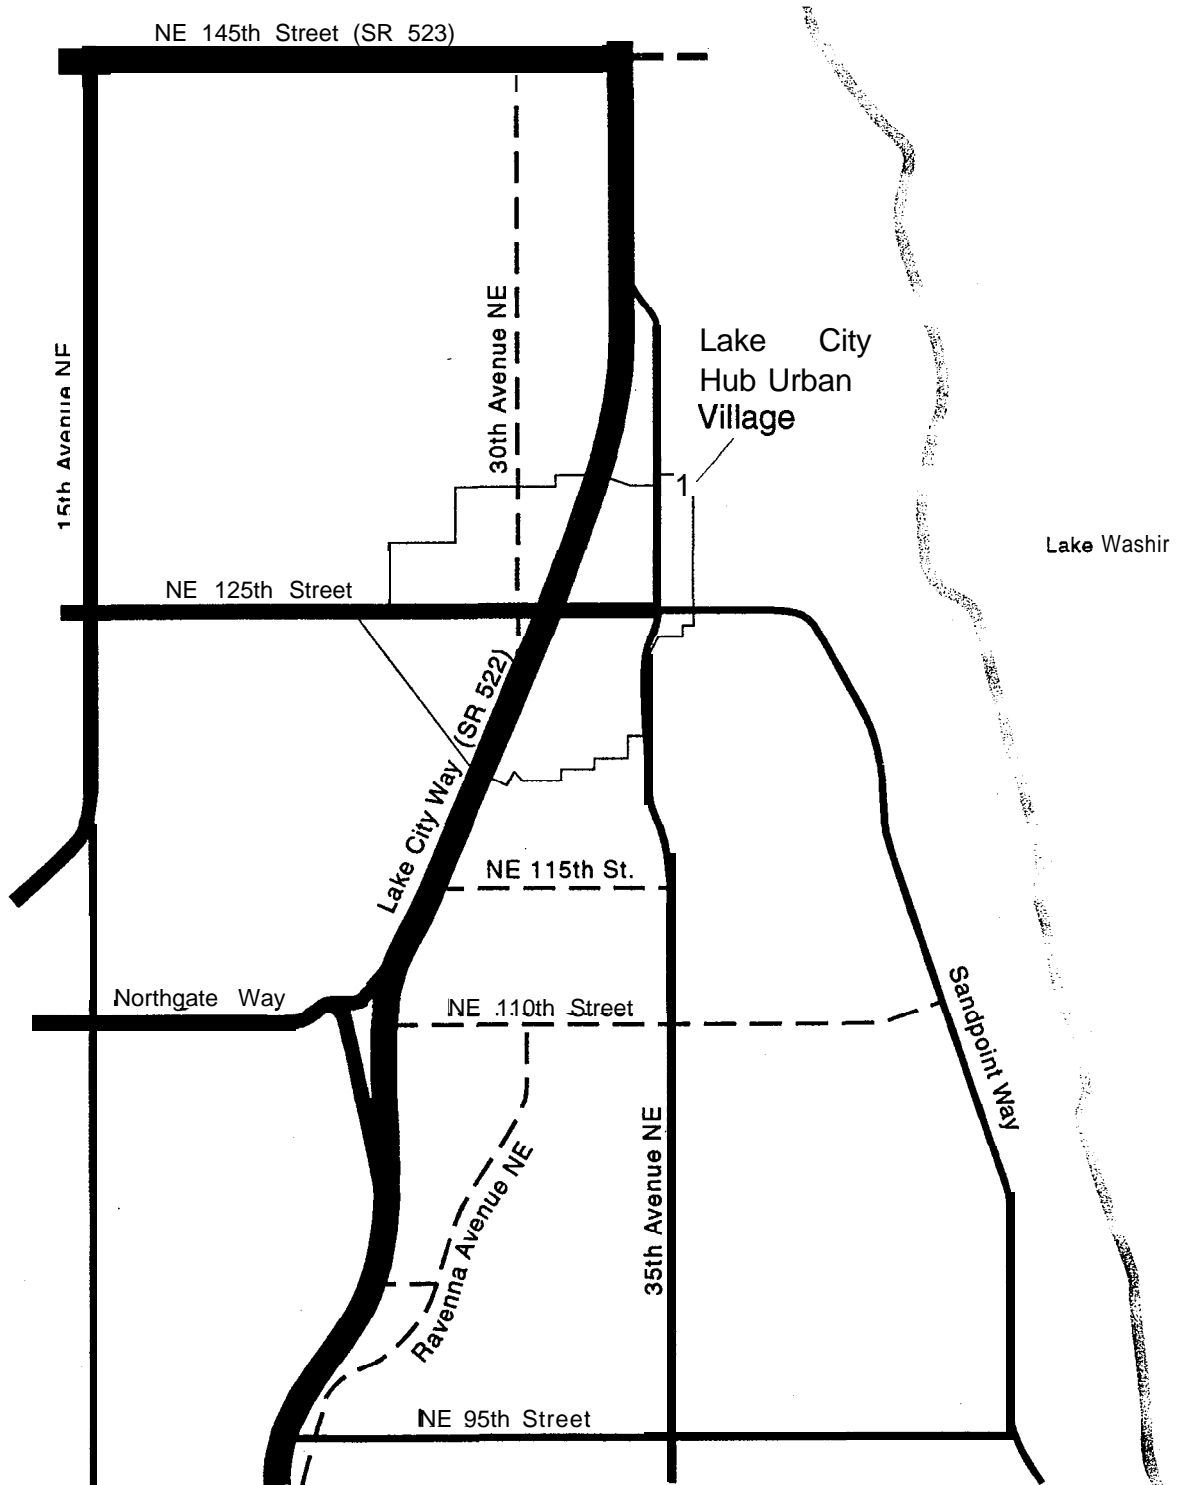 NE 145th Street (SR 523)
30th Avenue NE
15th Avenue NE
Lake City
Hub Urban
Village
1
Lake Washir
NE 125th Street
Lake City Way (SR 522)
NE 115th St.
Northgate Way
NE 110th Street
Sandpoint Way
35th Avenue NE
Ravenna Avenue NE
NE 95th Street